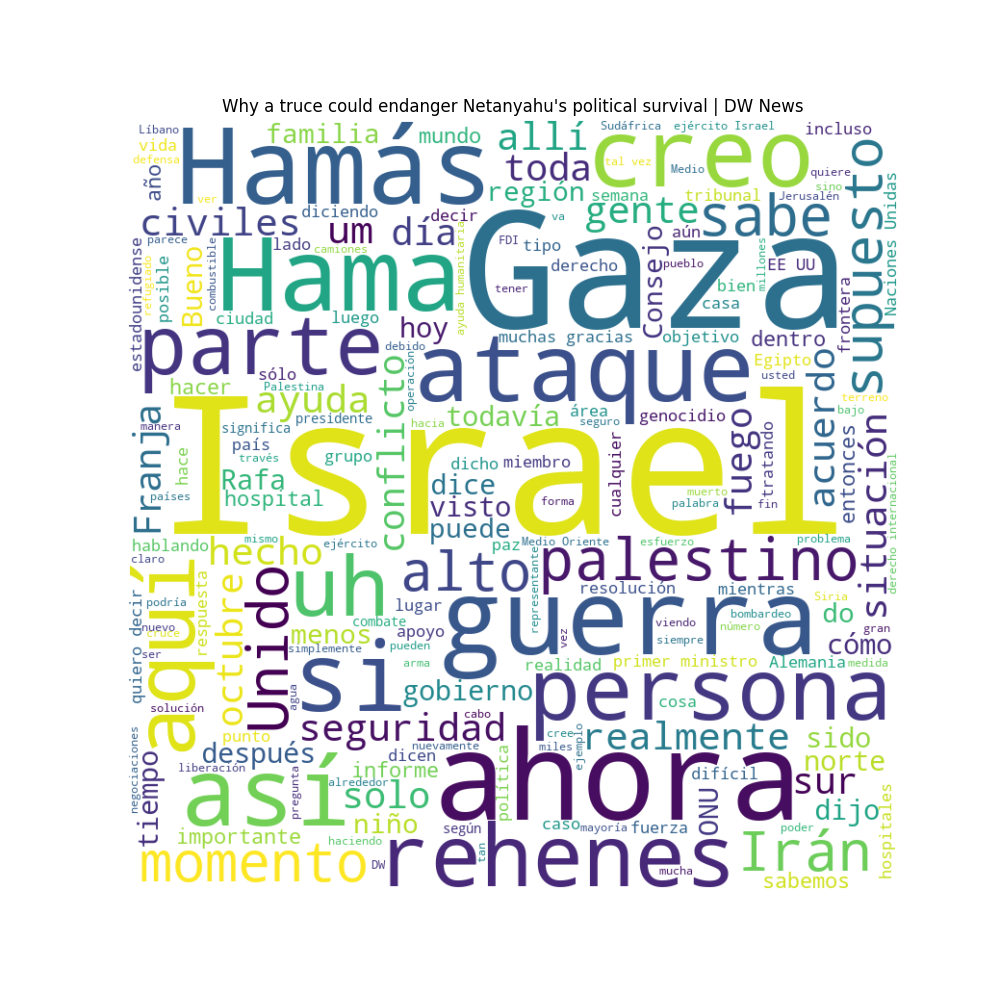 Why a truce could endanger Netanyahu's political survival | DW News
Líbano
familia
mundo
allí
Sudáfrica
ejército Israel
incluso
vida
defensa
Hamás
toda
creo
tal vez
Medio
quiere
sino
año
ver
región
semana
tribunal
Jerusalén
supuesto
Naciones Unidas
civiles
diciendo
decir
um
día
gente
sabe
aún
va
parece
lado
camiones
ayuda humanitaria
FDI
tipo
derecho
Consejo
pueblo
millones
EE UU
estadounidense
refugiado
posible
Bueno
combustible
Hama
Gaza
tener
bien
casa
frontera
ciudad
luego
hoy
muchas gracias
objetivo
dentro
parte
debido
ataque
Egipto
usted
sólo
hacer
Palestina
ayuda
conflicto
operación
acuerdo
terreno
bajo
Franja
manera
significa
presidente
todavía
hacia
área
seguro
genocidio
fuego
tratando
entonces
situación
derecho internacional
hace
país
través
grupo
dicho
miembro
cualquier
países
Rafa
hospital
dice
visto
puede
forma
palabra
muerto
fin
Israel
hablando
claro
hecho
mismo
ejército
paz
Medio Oriente
esfuerzo
problema
quiero decir
aquí
respuesta
octubre
Unido
uh
alto
palestino
representante
resolución
mientras
Siria
podría
nuevo
cruce
ser
lugar
combate
guerra
vez
viendo
bombardeo
número
do
gran
menos
simplemente
apoyo
pueden
siempre
cómo
solución
agua
si
arma
realidad
primer ministro
Alemania
medida
gobierno
persona
cosa
negociaciones
punto
seguridad
cabo
cree
miles
ejemplo
realmente
sido
tiempo
después
dicen
nuevamente
norte
liberación
pregunta
alrededor
informe
política
ahora
difícil
sur
así
solo
ONU
dijo
hospitales
importante
haciendo
niño
según
tan
caso
mayoría
fuerza
poder
momento
DW
rehenes
mucha
Irán
sabemos